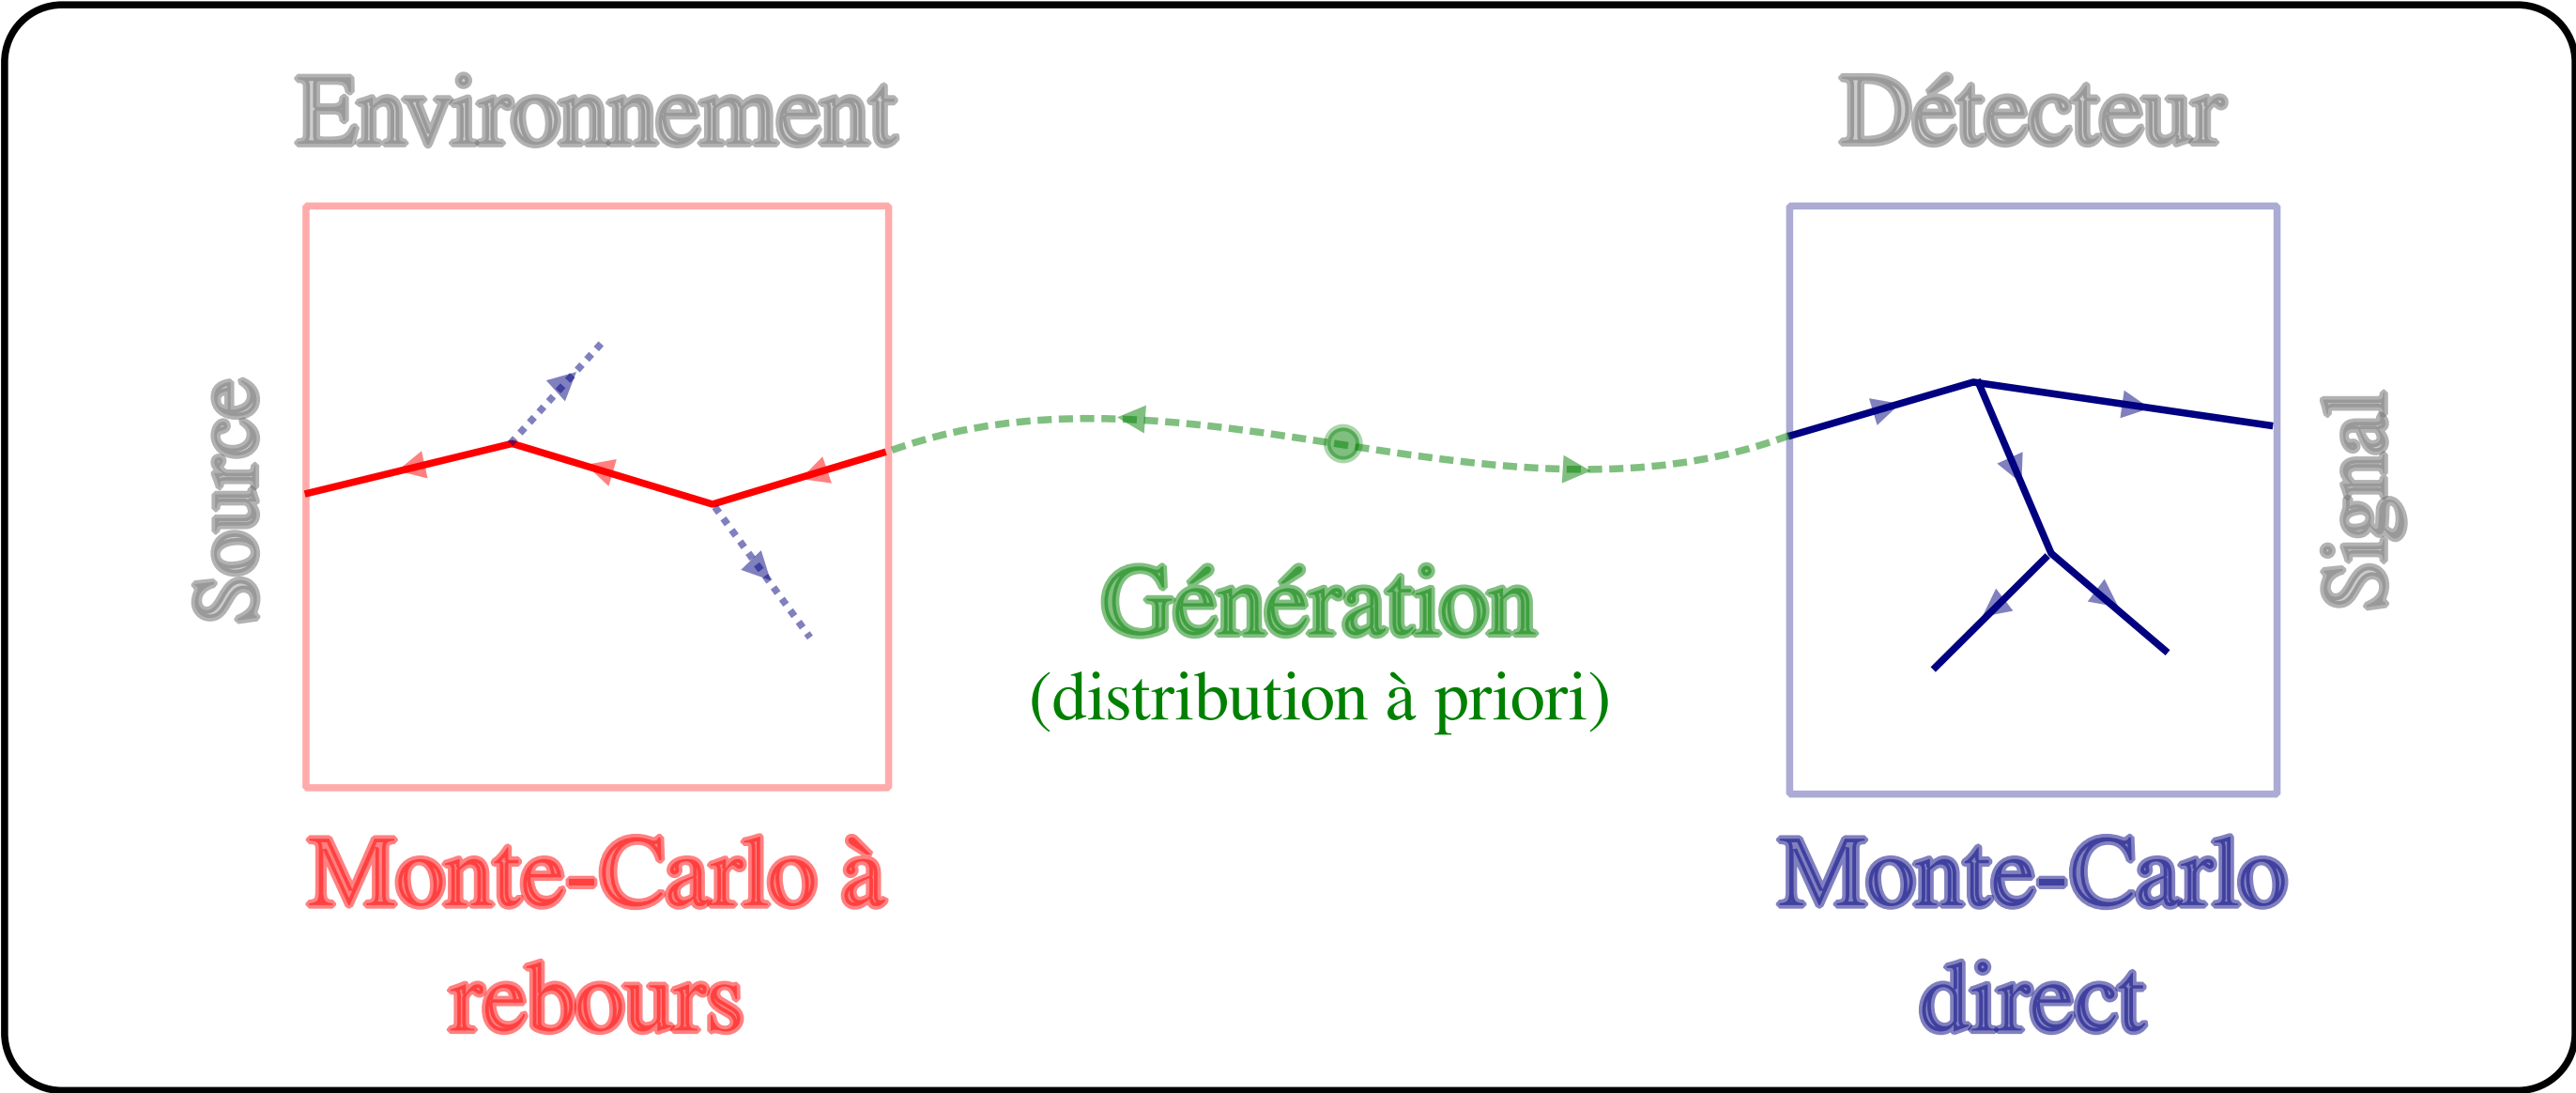 Environnement
Détecteur
Source
Signal
Génération
(distribution à priori)
Monte-Carlo à
rebours
Monte-Carlo
direct